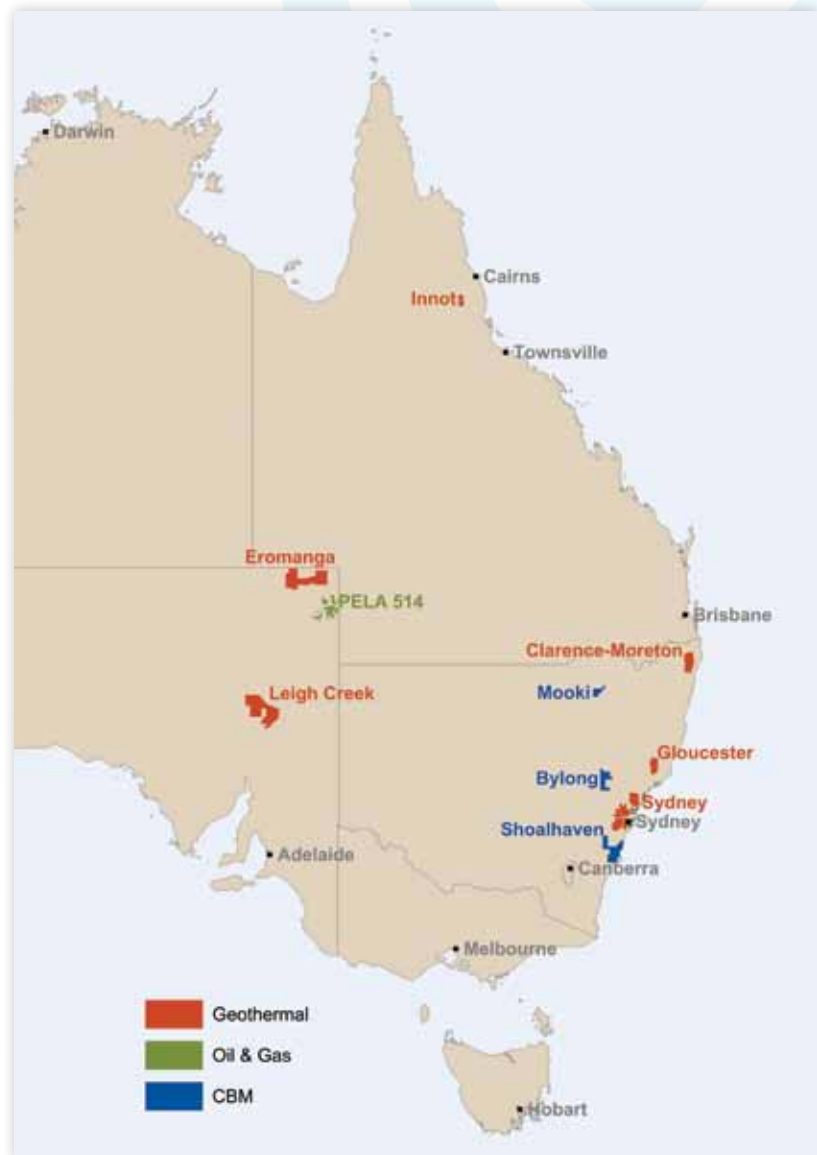 Darwin
Cairns
Innot
Townsville
Eromanga
PELA 514
Brisbane
Clarence-Moreton
Leigh Creek
Mooki
Gloucester
Bylong
Sydney
Sydney
Shoalhaven
Adelaide
Canberra
Melbourne
Geothermal
Oil & Gas
CBM
Hobart